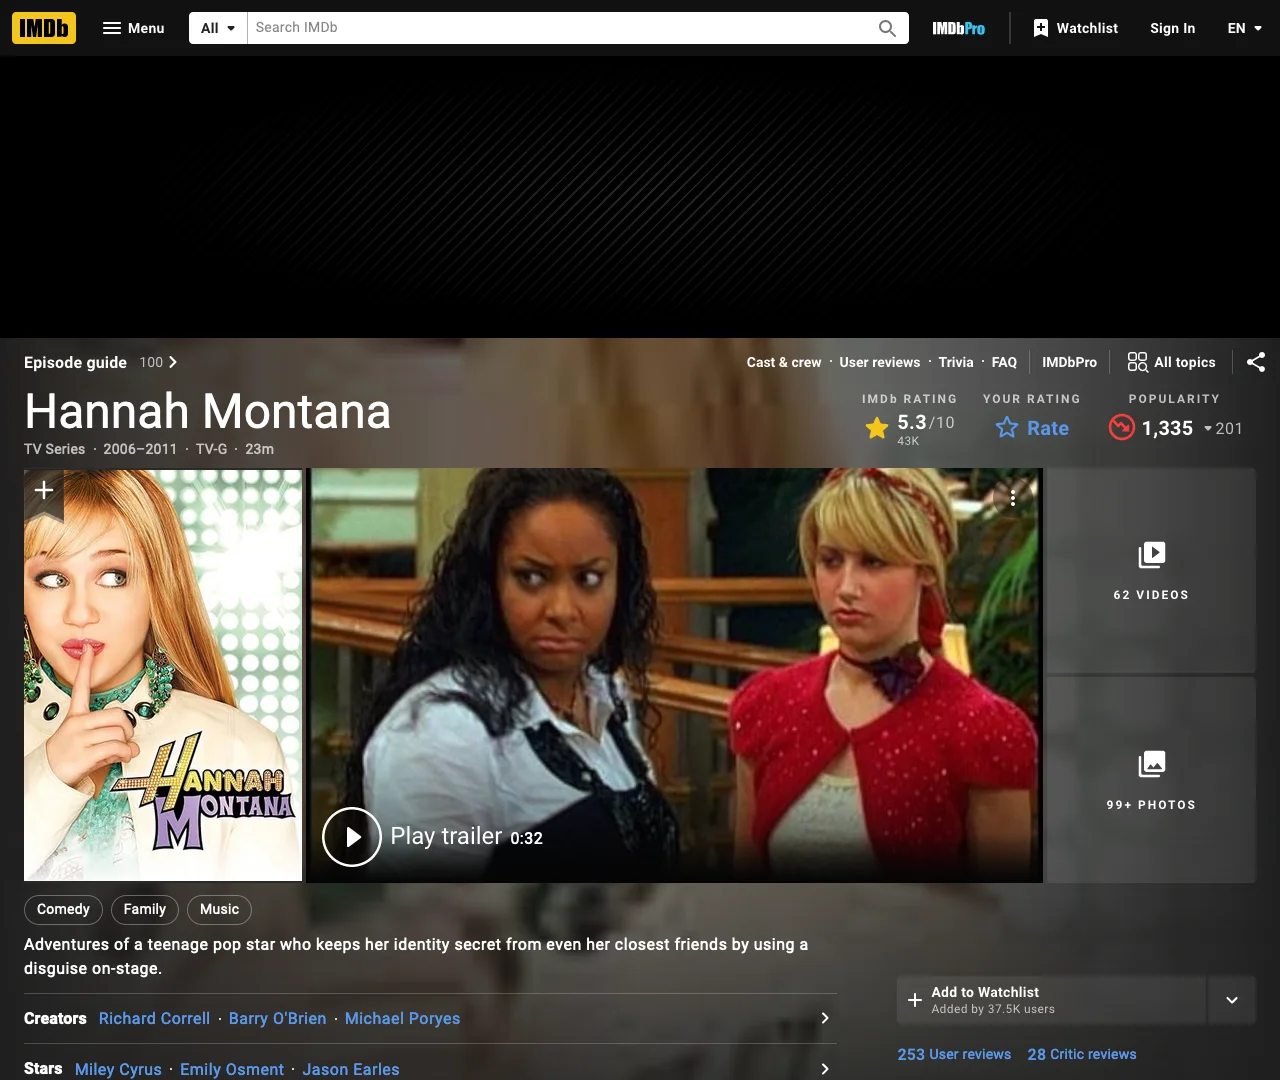 IMDb Menu All Search IMDb IMDbPro Watchlist Sign In EN
Episode guide 100
Cast & crew · User reviews · Trivia · FAQ IMDbPro All topics
Hannah Montana
TV Series · 2006–2011 · TV-G · 23m
IMDb RATING YOUR RATING POPULARITY
5.3/10 Rate 1,335 201
43K
HANNAH
MONTANA
Play trailer 0:32
62 VIDEOS
99+ PHOTOS
Comedy Family Music
Adventures of a teenage pop star who keeps her identity secret from even her closest friends by using a
disguise on-stage.
Add to Watchlist
Added by 37.5K users
Creators Richard Correll · Barry O'Brien · Michael Poryes
253 User reviews 28 Critic reviews
Stars Miley Cyrus · Emily Osment · Jason Earles